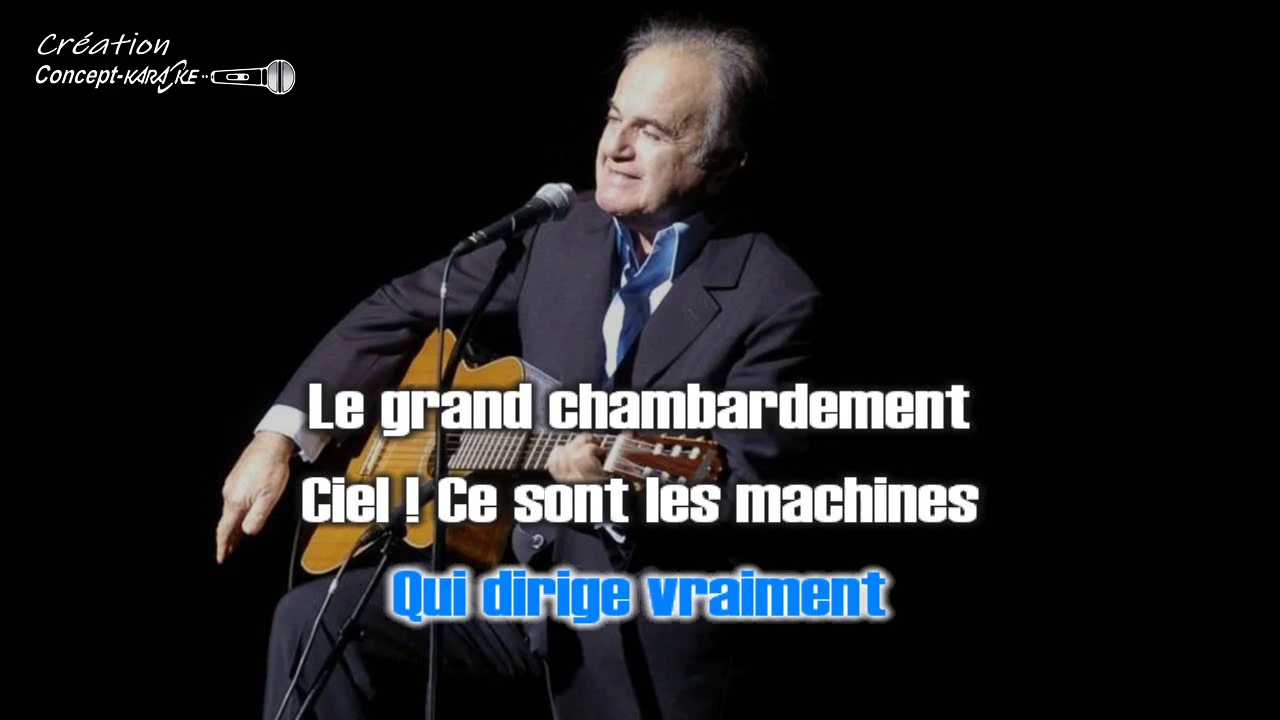 Création
Concept-KARAOKE
Le grand chambardement
Ciel ! Ce sont les machines
Qui dirige vraiment